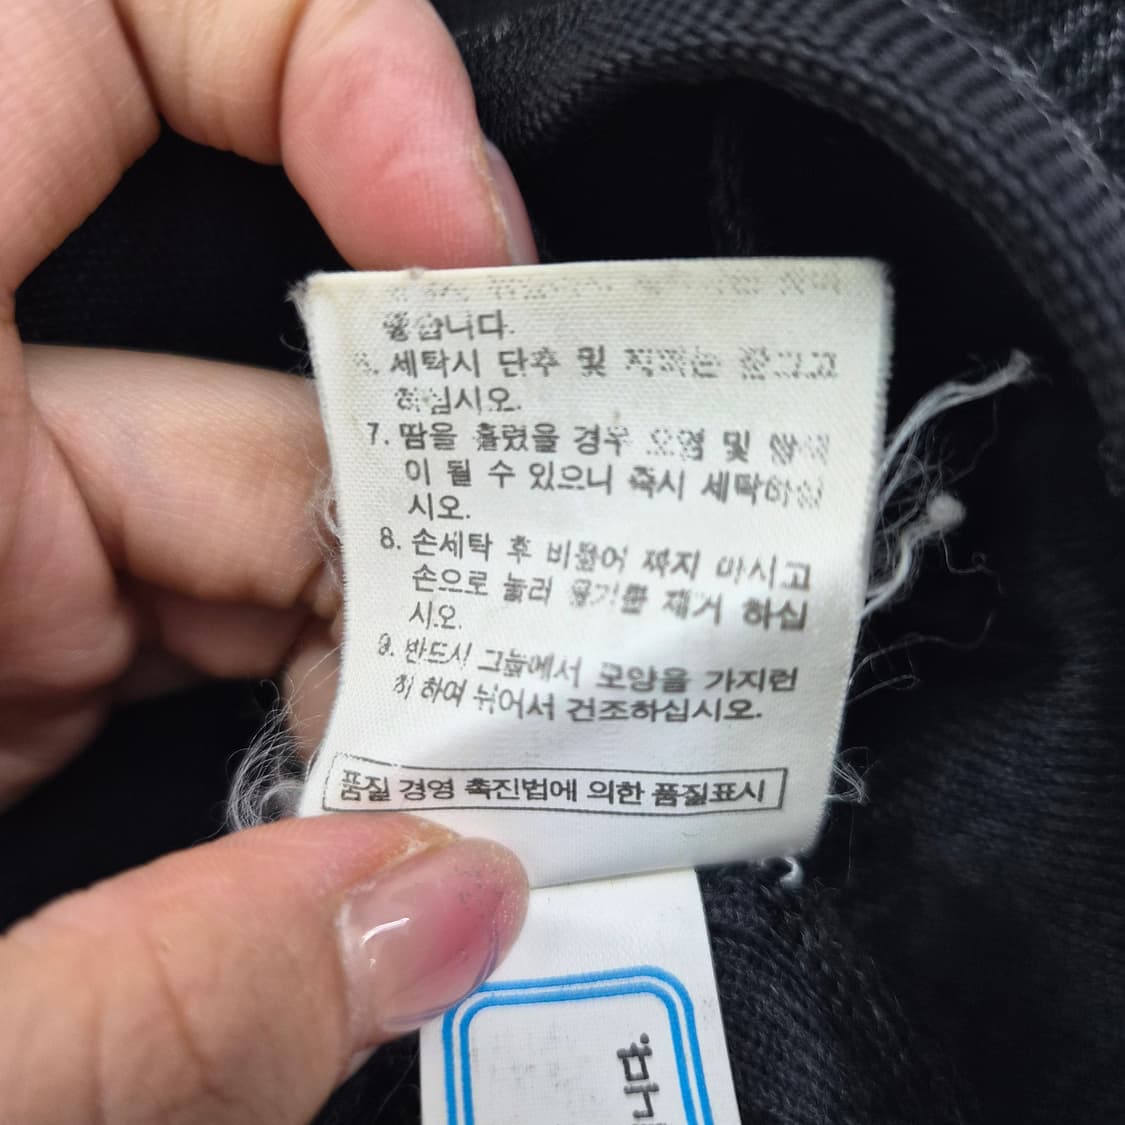 좋습니다.
세탁시 단추 및 지퍼는 잠그고
하십시오.
7. 땀을 흘렸을 경우 오염 및
이 될 수 있으니 즉시 세탁하십
시오.
8. 손세탁 후 비틀어 짜지 마시고
손으로 눌러 물기를 제거 하십
시오.
9. 반드시 그늘에서 모양을 가지런
히 하여 뉘어서 건조하십시오.
품질 경영 촉진법에 의한 품질표시